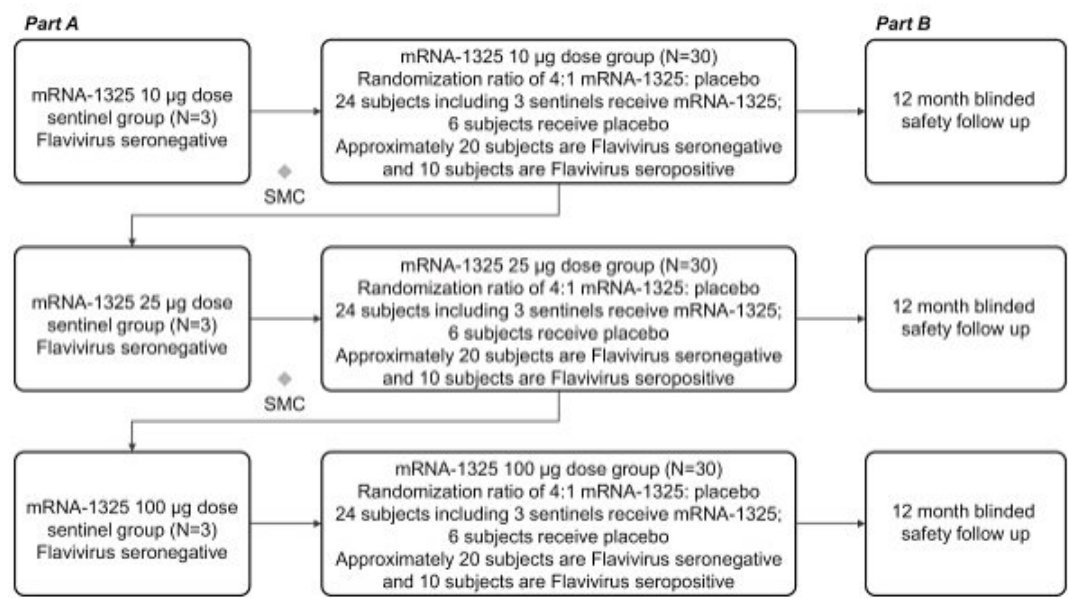 Part A
Part B
mRNA-1325 10 µg dose
sentinel group (N=3)
Flavivirus seronegative
mRNA-1325 10 µg dose group (N=30)
Randomization ratio of 4:1 mRNA-1325: placebo
24 subjects including 3 sentinels receive mRNA-1325;
6 subjects receive placebo
Approximately 20 subjects are Flavivirus seronegative
and 10 subjects are Flavivirus seropositive
12 month blinded
safety follow up
SMC
mRNA-1325 25 µg dose
sentinel group (N=3)
Flavivirus seronegative
mRNA-1325 25 µg dose group (N=30)
Randomization ratio of 4:1 mRNA-1325: placebo
24 subjects including 3 sentinels receive mRNA-1325;
6 subjects receive placebo
Approximately 20 subjects are Flavivirus seronegative
and 10 subjects are Flavivirus seropositive
12 month blinded
safety follow up
SMC
mRNA-1325 100 µg dose
sentinel group (N=3)
Flavivirus seronegative
mRNA-1325 100 µg dose group (N=30)
Randomization ratio of 4:1 mRNA-1325: placebo
24 subjects including 3 sentinels receive mRNA-1325;
6 subjects receive placebo
Approximately 20 subjects are Flavivirus seronegative
and 10 subjects are Flavivirus seropositive
12 month blinded
safety follow up